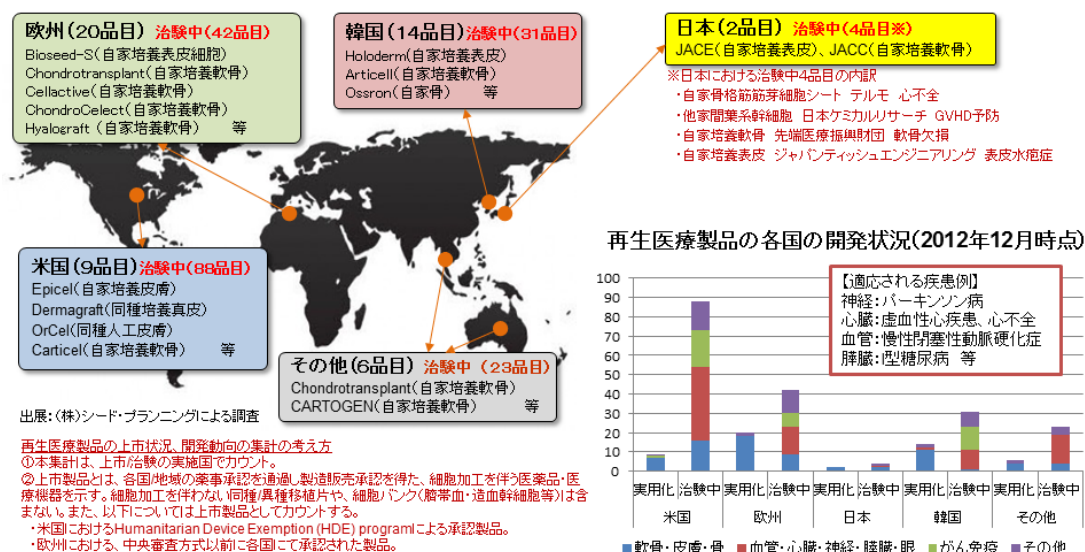 欧州(20品目) 治験中(42品目)
Bioseed-S(自家培養表皮細胞)
Chondrotransplant(自家培養軟骨)
Cellactive(自家培養軟骨)
ChondroCelect(自家培養軟骨)
Hyalograft (自家培養軟骨) 等
韓国(14品目)治験中(31品目)
Holoderm(自家培養表皮)
Articell(自家培養軟骨)
Ossron(自家骨) 等
日本(2品目) 治験中(4品目※)
JACE(自家培養表皮)、JACC(自家培養軟骨)
※日本における治験中4品目の内訳
・自家骨格筋筋芽細胞シート テルモ 心不全
・他家間葉系幹細胞 日本ケミカルリサーチ GVHD予防
・自家培養軟骨 先端医療振興財団 軟骨欠損
・自家培養表皮 ジャパンティッシュエンジニアリング 表皮水疱症
米国(9品目)治験中(88品目)
Epicel(自家培養皮膚)
Dermagraft(同種培養真皮)
OrCel(同種人工皮膚)
Carticel(自家培養軟骨) 等
その他(6品目) 治験中 (23品目)
Chondrotransplant(自家培養軟骨)
CARTOGEN(自家培養軟骨) 等
出展:(株)シード・プランニングによる調査
再生医療製品の上市状況、開発動向の集計の考え方
①本集計は、上市/治験の実施国でカウント。
②上市製品とは、各国/地域の薬事承認を通過し製造販売承認を得た、細胞加工を伴う医薬品・医
療機器を示す。細胞加工を伴わない同種/異種移植片や、細胞バンク(臍帯血・造血幹細胞等)は含
まない。また、以下については上市製品としてカウントする。
・米国におけるHumanitarian Device Exemption (HDE) programによる承認製品。
・欧州における、中央審査方式以前に各国にて承認された製品。
再生医療製品の各国の開発状況(2012年12月時点)
【適応される疾患例】
神経:パーキンソン病
心臓:虚血性心疾患、心不全
血管:慢性閉塞性動脈硬化症
膵臓:I型糖尿病 等
100
90
80
70
60
50
40
30
20
10
0
実用化 治験中 実用化 治験中 実用化 治験中 実用化 治験中 実用化 治験中
米国 欧州 日本 韓国 その他
軟骨・皮膚・骨 血管・心臓・神経・膵臓・眼 がん免疫 その他